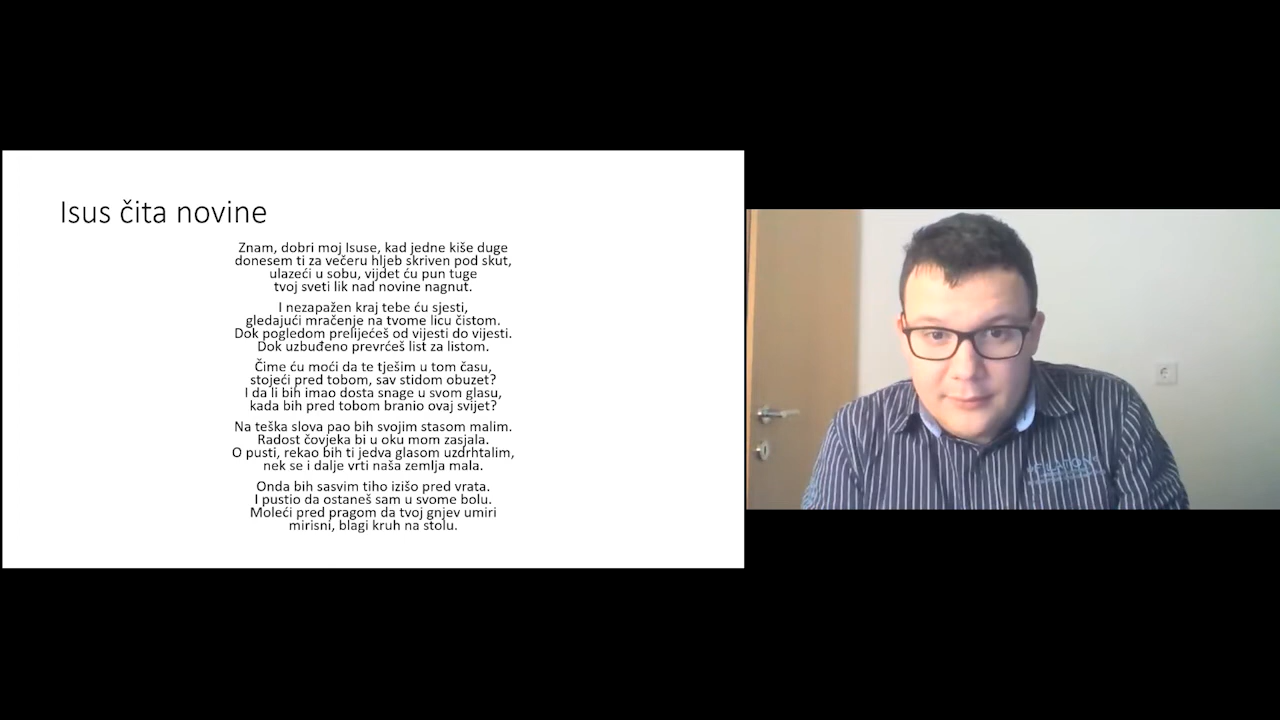 Isus čita novine
Znam, dobri moj Isuse, kad jedne kiše duge
donesem ti za večeru hljeb skriven pod skut,
ulazeći u sobu, vijdet ću pun tuge
tvoj sveti lik nad novine nagnut.
I nezapažen kraj tebe ću sjesti,
gledajući mračenje na tvome licu čistom.
Dok pogledom prelijećeš od vijesti do vijesti.
Dok uzbuđeno prevrćeš list za listom.
Čime ću moći da te tješim u tom času,
stojeći pred tobom, sav stidom obuzet?
I da li bih imao dosta snage u svom glasu,
kada bih pred tobom branio ovaj svijet?
Na teška slova pao bih svojim stasom malim.
Radost čovjeka bi u oku mom zasjala.
O pusti, rekao bih ti jedva glasom uzdrhtalim,
nek se i dalje vrti naša zemlja mala.
Onda bih sasvim tiho izišo pred vrata.
I pustio da ostaneš sam u svome bolu.
Moleći pred pragom da tvoj gnjev umiri
mirisni, blagi kruh na stolu.